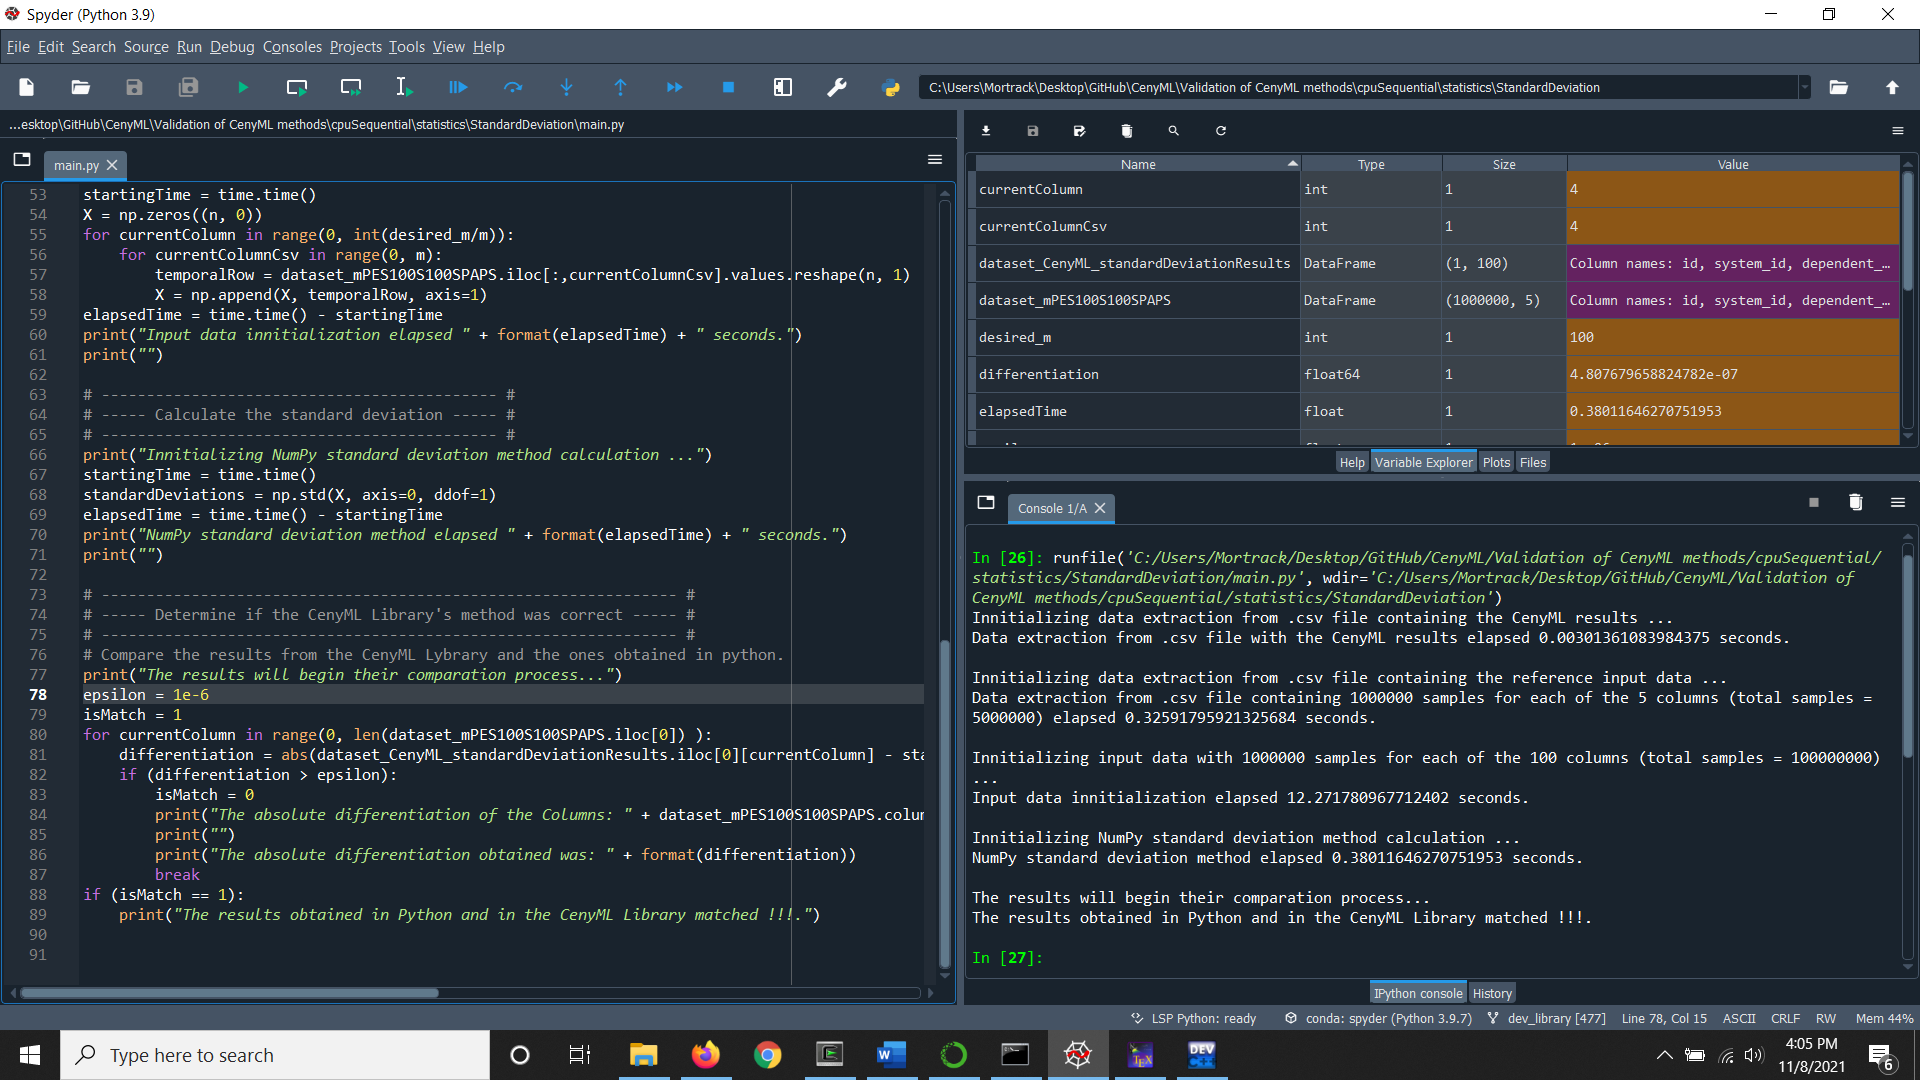 Spyder (Python 3.9)
File Edit Search Source Run Debug Consoles Projects Tools View Help
C:\Users\Mortrack\Desktop\GitHub\CenyML\Validation of CenyML methods\cpuSequential\statistics\StandardDeviation
...esktop\GitHub\CenyML\Validation of CenyML methods\cpuSequential\statistics\StandardDeviation\main.py
main.py
53 startingTime = time.time()
54 X = np.zeros((n, 0))
55 for currentColumn in range(0, int(desired_m/m)):
56     for currentColumnCsv in range(0, m):
57         temporalRow = dataset_mPES100S100SPAPS.iloc[:,currentColumnCsv].values.reshape(n, 1)
58         X = np.append(X, temporalRow, axis=1)
59 elapsedTime = time.time() - startingTime
60 print("Input data innitialization elapsed " + format(elapsedTime) + " seconds.")
61 print("")
62
63 # -------------------------------------------- #
64 # ----- Calculate the standard deviation ----- #
65 # -------------------------------------------- #
66 print("Innitializing NumPy standard deviation method calculation ...")
67 startingTime = time.time()
68 standardDeviations = np.std(X, axis=0, ddof=1)
69 elapsedTime = time.time() - startingTime
70 print("NumPy standard deviation method elapsed " + format(elapsedTime) + " seconds.")
71 print("")
72
73 # ---------------------------------------------------------------- #
74 # ----- Determine if the CenyML Library's method was correct ----- #
75 # ---------------------------------------------------------------- #
76 # Compare the results from the CenyML Lybrary and the ones obtained in python.
77 print("The results will begin their comparation process...")
78 epsilon = 1e-6
79 isMatch = 1
80 for currentColumn in range(0, len(dataset_mPES100S100SPAPS.iloc[0]) ):
81     differentiation = abs(dataset_CenyML_standardDeviationResults.iloc[0][currentColumn] - sta
82     if (differentiation > epsilon):
83         isMatch = 0
84         print("The absolute differentiation of the Columns: " + dataset_mPES100S100SPAPS.colum
85         print("")
86         print("The absolute differentiation obtained was: " + format(differentiation))
87         break
88 if (isMatch == 1):
89     print("The results obtained in Python and in the CenyML Library matched !!!.")
90
91
Name Type Size Value
currentColumn int 1 4
currentColumnCsv int 1 4
dataset_CenyML_standardDeviationResults DataFrame (1, 100) Column names: id, system_id, dependent_…
dataset_mPES100S100SPAPS DataFrame (1000000, 5) Column names: id, system_id, dependent_…
desired_m int 1 100
differentiation float64 1 4.807679658824782e-07
elapsedTime float 1 0.38011646270751953
Help Variable Explorer Plots Files
Console 1/A
In [26]: runfile('C:/Users/Mortrack/Desktop/GitHub/CenyML/Validation of CenyML methods/cpuSequential/
statistics/StandardDeviation/main.py', wdir='C:/Users/Mortrack/Desktop/GitHub/CenyML/Validation of
CenyML methods/cpuSequential/statistics/StandardDeviation')
Innitializing data extraction from .csv file containing the CenyML results ...
Data extraction from .csv file with the CenyML results elapsed 0.00301361083984375 seconds.
Innitializing data extraction from .csv file containing the reference input data ...
Data extraction from .csv file containing 1000000 samples for each of the 5 columns (total samples =
5000000) elapsed 0.32591795921325684 seconds.
Innitializing input data with 1000000 samples for each of the 100 columns (total samples = 100000000)
...
Input data innitialization elapsed 12.271780967712402 seconds.
Innitializing NumPy standard deviation method calculation ...
NumPy standard deviation method elapsed 0.38011646270751953 seconds.
The results will begin their comparation process...
The results obtained in Python and in the CenyML Library matched !!!.
In [27]:
IPython console History
LSP Python: ready conda: spyder (Python 3.9.7) dev_library [477] Line 78, Col 15 ASCII CRLF RW Mem 44%
Type here to search
4:05 PM
11/8/2021
6